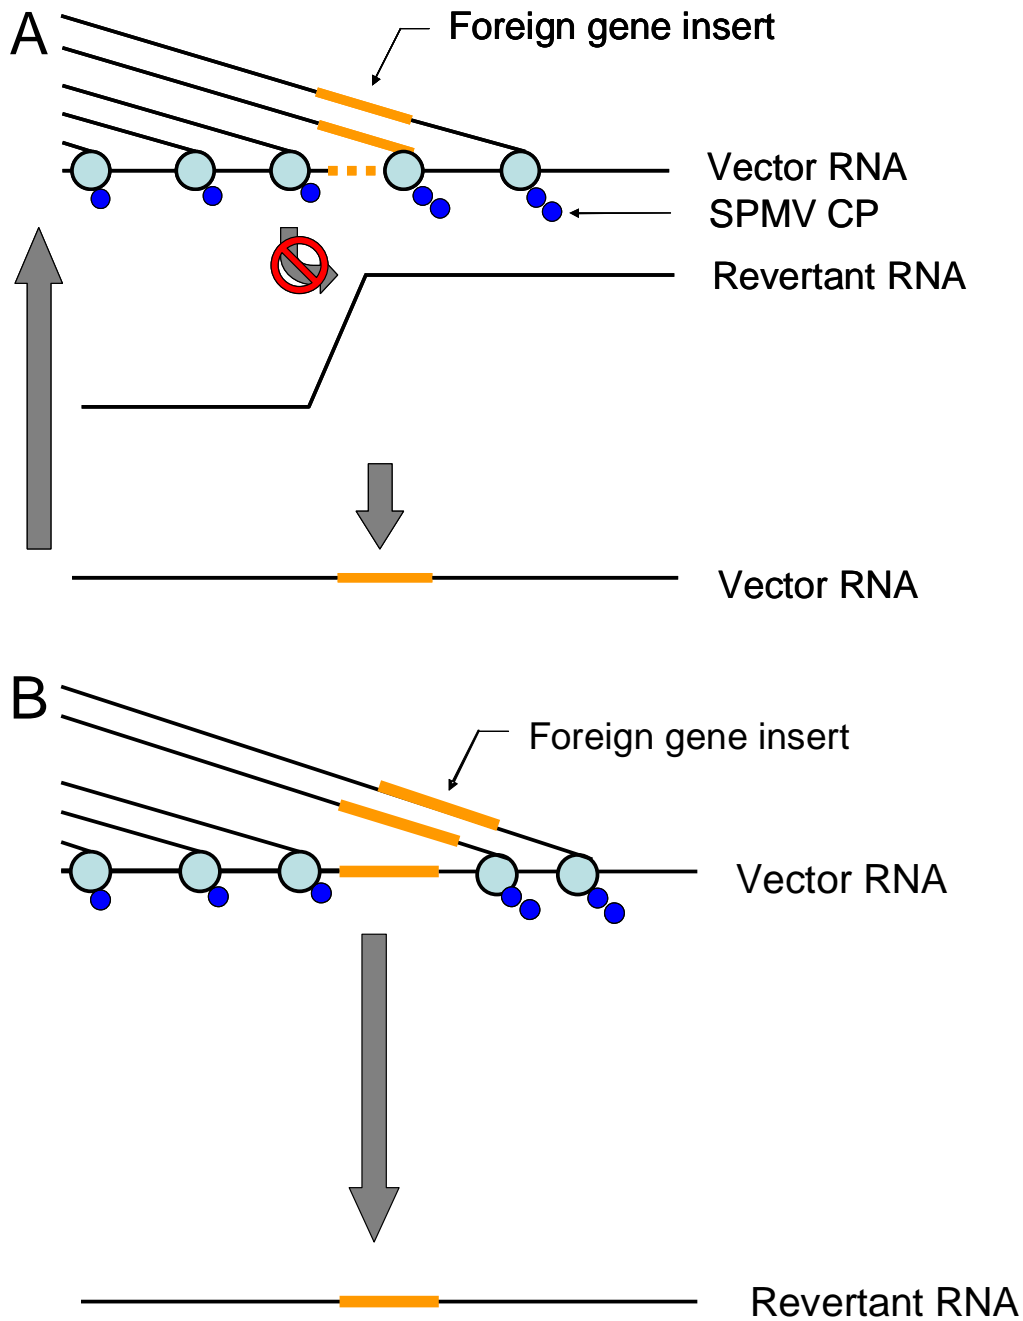 A
Foreign gene insert
Vector RNA
SPMV CP
Revertant RNA
Vector RNA
B
Foreign gene insert
Vector RNA
Revertant RNA